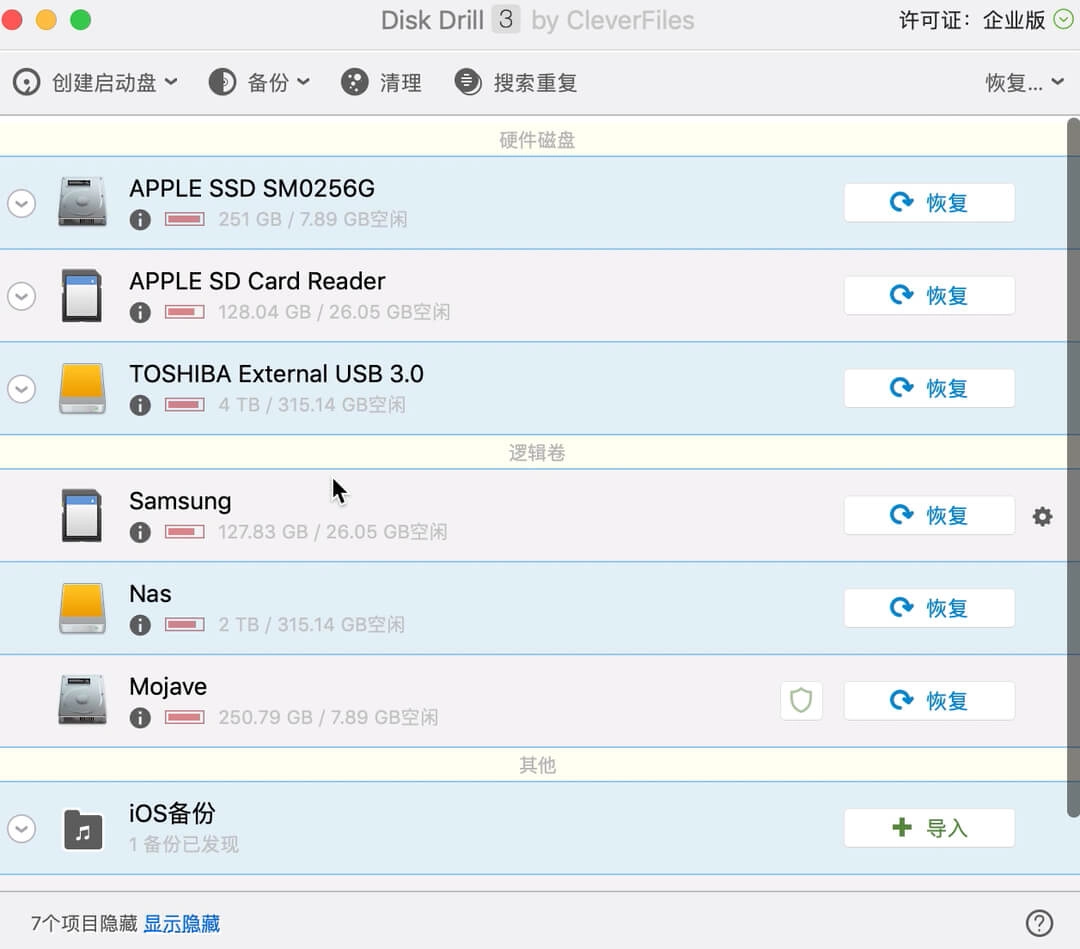 Disk Drill 3 by CleverFiles
许可证：企业版
创建启动盘 备份 清理 搜索重复 恢复...
硬件磁盘
APPLE SSD SM0256G
251 GB / 7.89 GB空闲
恢复
APPLE SD Card Reader
128.04 GB / 26.05 GB空闲
恢复
TOSHIBA External USB 3.0
4 TB / 315.14 GB空闲
恢复
逻辑卷
Samsung
127.83 GB / 26.05 GB空闲
恢复
Nas
2 TB / 315.14 GB空闲
恢复
Mojave
250.79 GB / 7.89 GB空闲
恢复
其他
iOS备份
1 备份已发现
导入
7个项目隐藏 显示隐藏